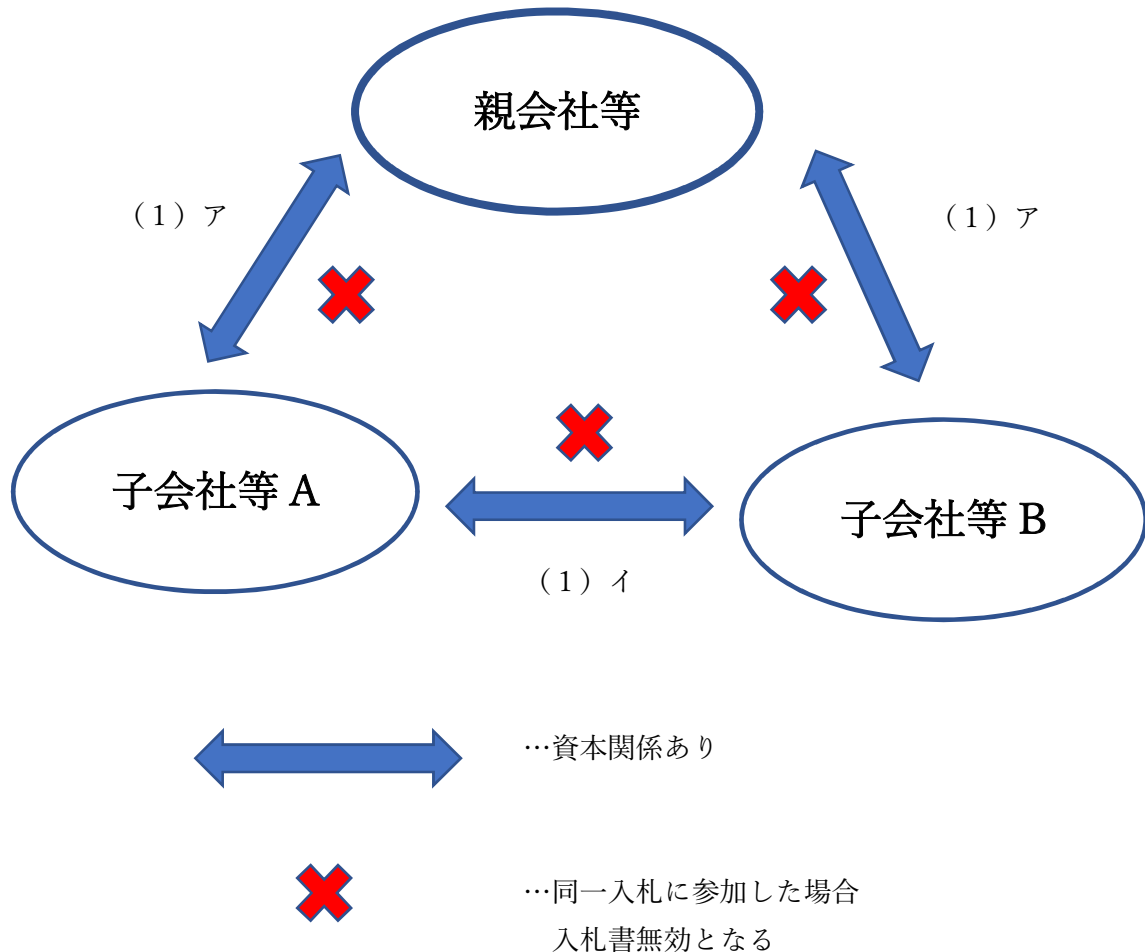 親会社等
（１）ア
（１）ア
子会社等 A
子会社等 B
（１）イ
…資本関係あり
…同一入札に参加した場合
入札書無効となる